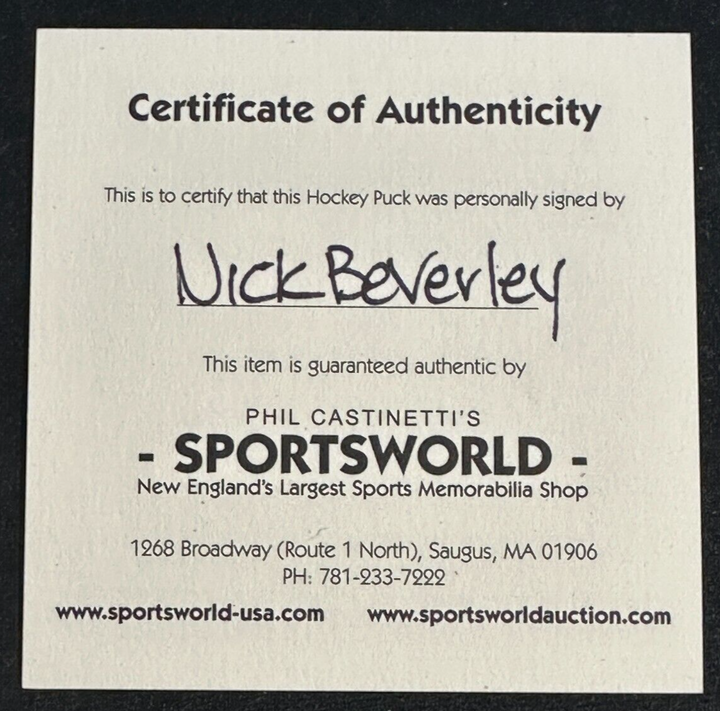 Certificate of Authenticity
This is to certify that this Hockey Puck was personally signed by
Nick Beverley
This item is guaranteed authentic by
PHIL CASTINETTI'S
- SPORTSWORLD -
New England's Largest Sports Memorabilia Shop
1268 Broadway (Route 1 North), Saugus, MA 01906
PH: 781-233-7222
www.sportsworld-usa.com www.sportsworldauction.com